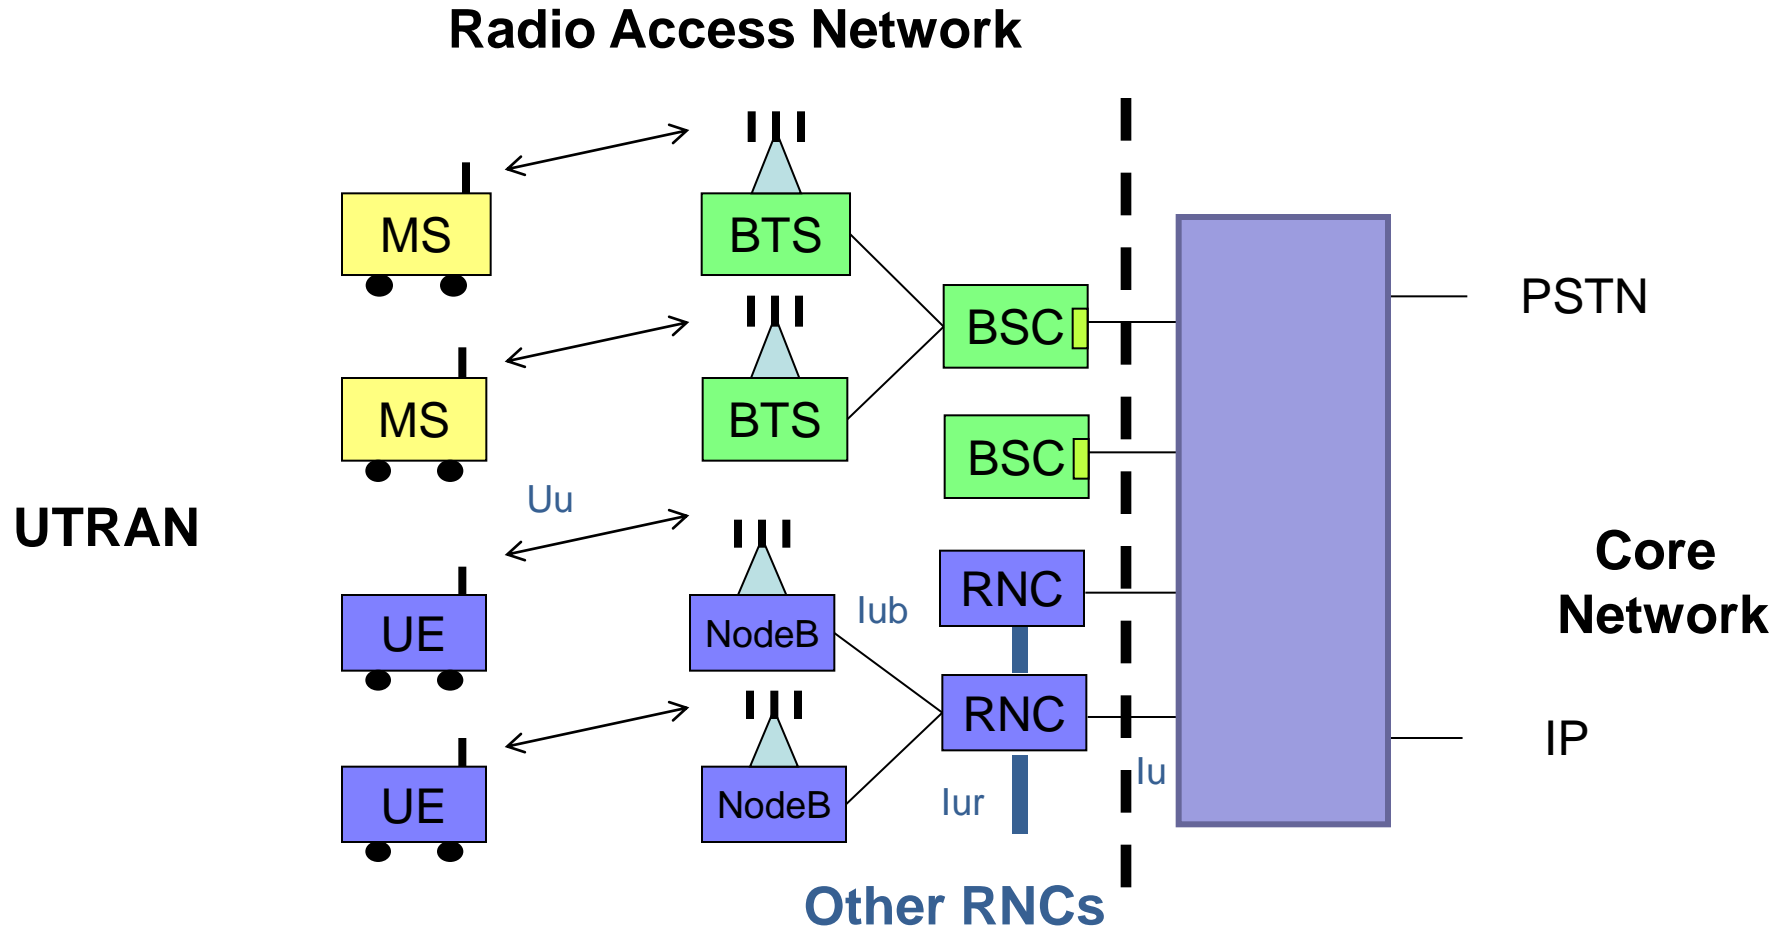 Radio Access Network
MS
BTS
BSC
PSTN
MS
BTS
BSC
Uu
UTRAN
Core
Network
UE
NodeB
Iub
RNC
RNC
IP
UE
NodeB
Iur
Iu
Other RNCs